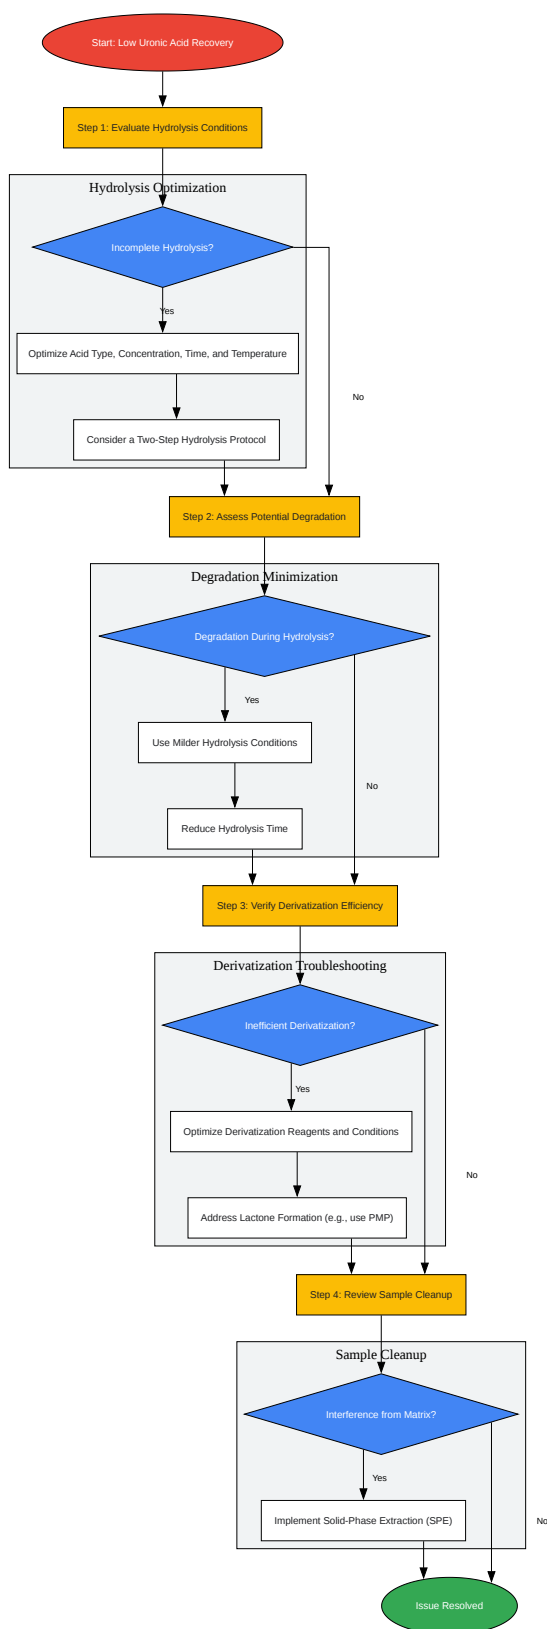 Start: Low Uronic Acid Recovery
Step 1: Evaluate Hydrolysis Conditions
Hydrolysis Optimization
Incomplete Hydrolysis?
Yes
Optimize Acid Type, Concentration, Time, and Temperature
No
Consider a Two-Step Hydrolysis Protocol
Step 2: Assess Potential Degradation
Degradation Minimization
Degradation During Hydrolysis?
Yes
Use Milder Hydrolysis Conditions
No
Reduce Hydrolysis Time
Step 3: Verify Derivatization Efficiency
Derivatization Troubleshooting
Inefficient Derivatization?
Yes
Optimize Derivatization Reagents and Conditions
No
Address Lactone Formation (e.g., use PMP)
Step 4: Review Sample Cleanup
Sample Cleanup
Interference from Matrix?
Yes
Implement Solid-Phase Extraction (SPE)
No
Issue Resolved